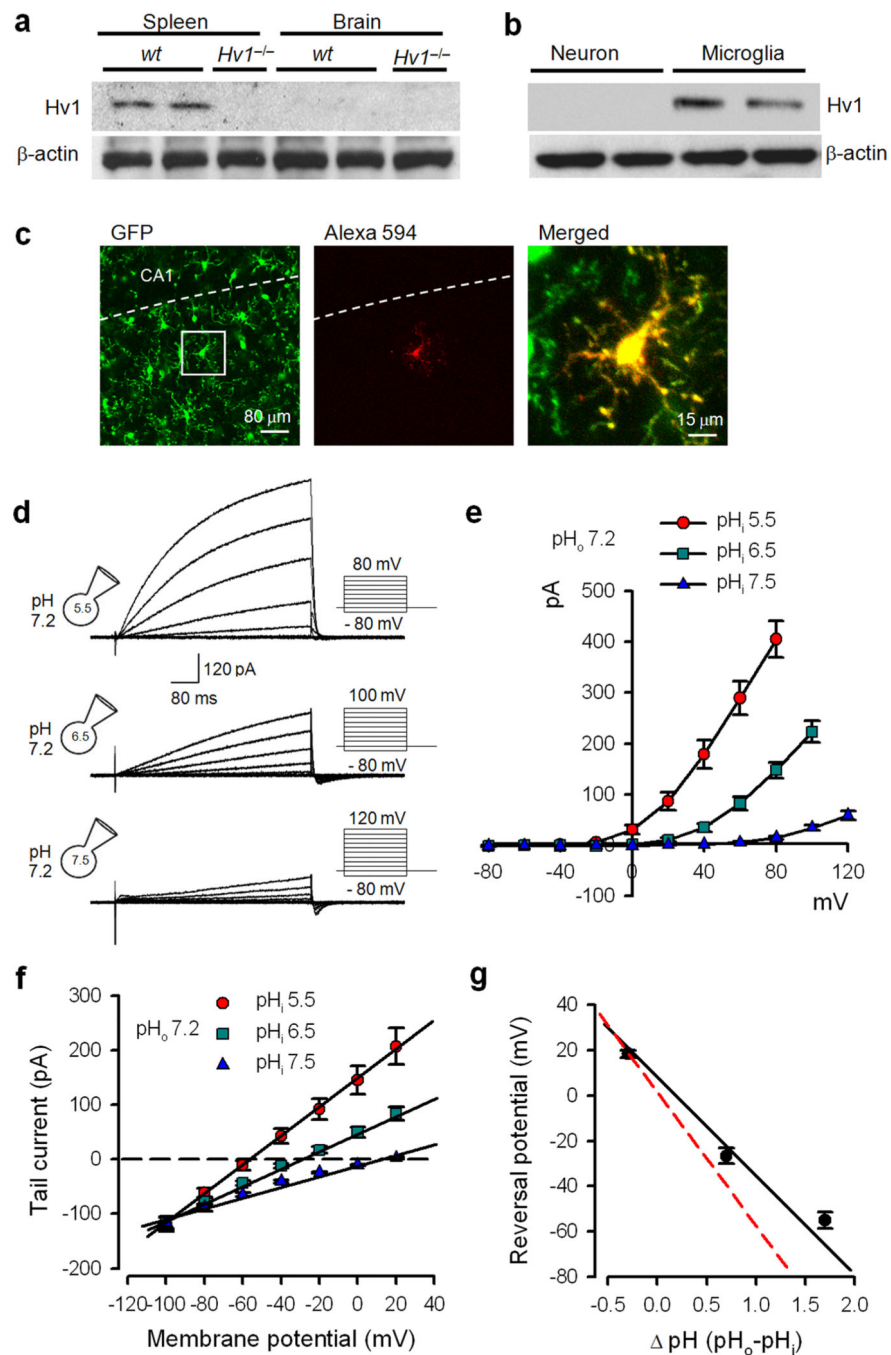 a
Spleen Brain
wt Hv1–/– wt Hv1–/–
Hv1
β-actin
b
Neuron Microglia
Hv1
β-actin
c
GFP Alexa 594 Merged
CA1
80 μm
15 μm
d
pH 7.2
5.5
80 mV
- 80 mV
120 pA
80 ms
pH 7.2
6.5
100 mV
- 80 mV
pH 7.2
7.5
120 mV
- 80 mV
e
pHo 7.2
pHi 5.5
pHi 6.5
pHi 7.5
pA
500
400
300
200
100
0
-100
-80 -40 0 40 80 120
mV
f
pHo 7.2
pHi 5.5
pHi 6.5
pHi 7.5
Tail current (pA)
300
200
100
0
-100
-200
-120 -100 -80 -60 -40 -20 0 20 40
Membrane potential (mV)
g
Reversal potential (mV)
40
20
0
-20
-40
-60
-80
-0.5 0.0 0.5 1.0 1.5 2.0
Δ pH (pHo-pHi)